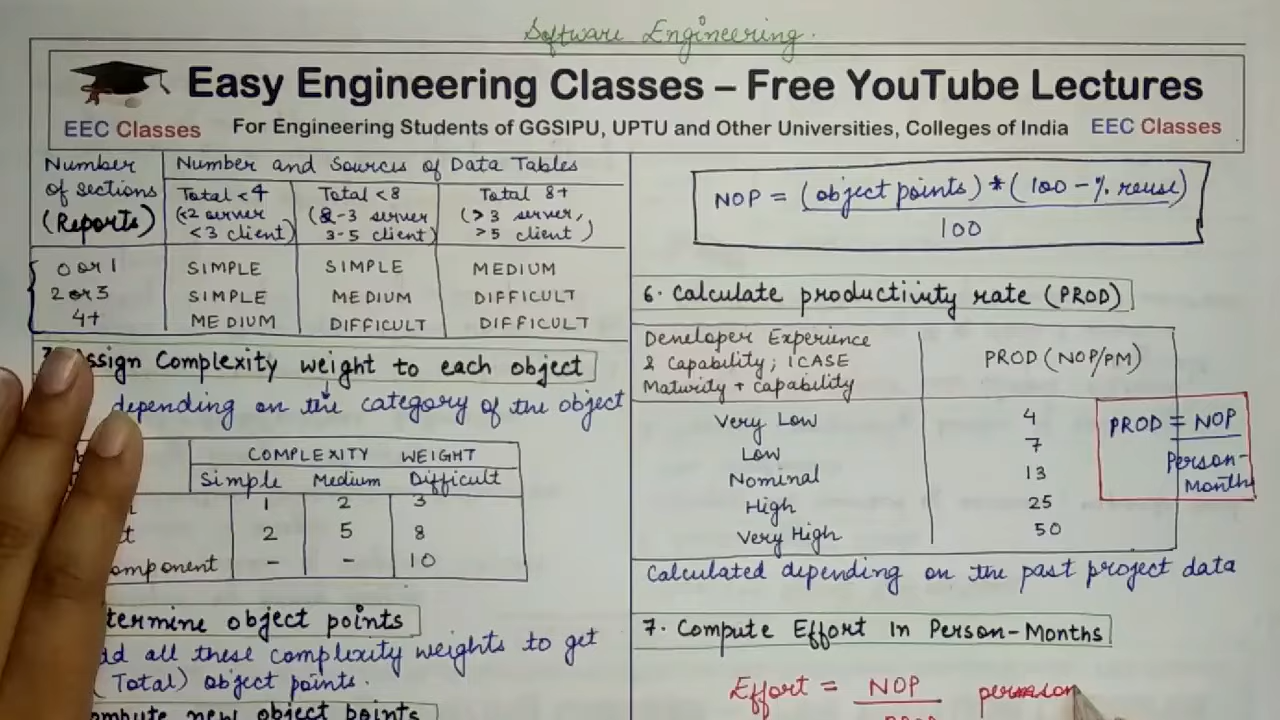 Software Engineering.
Easy Engineering Classes – Free YouTube Lectures
EEC Classes For Engineering Students of GGSIPU, UPTU and Other Universities, Colleges of India EEC Classes
Number of sections (Reports)
Number and Sources of Data Tables
Total <4 (<2 server <3 client)
Total <8 (2-3 server 3-5 client)
Total 8+ (>3 server, >5 client)
0 or 1 SIMPLE SIMPLE MEDIUM
2 or 3 SIMPLE MEDIUM DIFFICULT
4+ MEDIUM DIFFICULT DIFFICULT
ssign Complexity weight to each object
depending on the category of the object
COMPLEXITY WEIGHT
Simple Medium Difficult
1 2 3
t 2 5 8
omponent - - 10
termine object points
dd all these complexity weights to get
(Total) object points.
ompute new object points
NOP = (object points) * (100 - % reuse)
100
6. Calculate productivity rate (PROD)
Developer Experience
& Capability; ICASE
Maturity + capability
PROD (NOP/PM)
Very Low 4
Low 7
Nominal 13
High 25
Very High 50
PROD = NOP
Person-
Month
Calculated depending on the past project data
7. Compute Effort In Person-Months
Effort = NOP